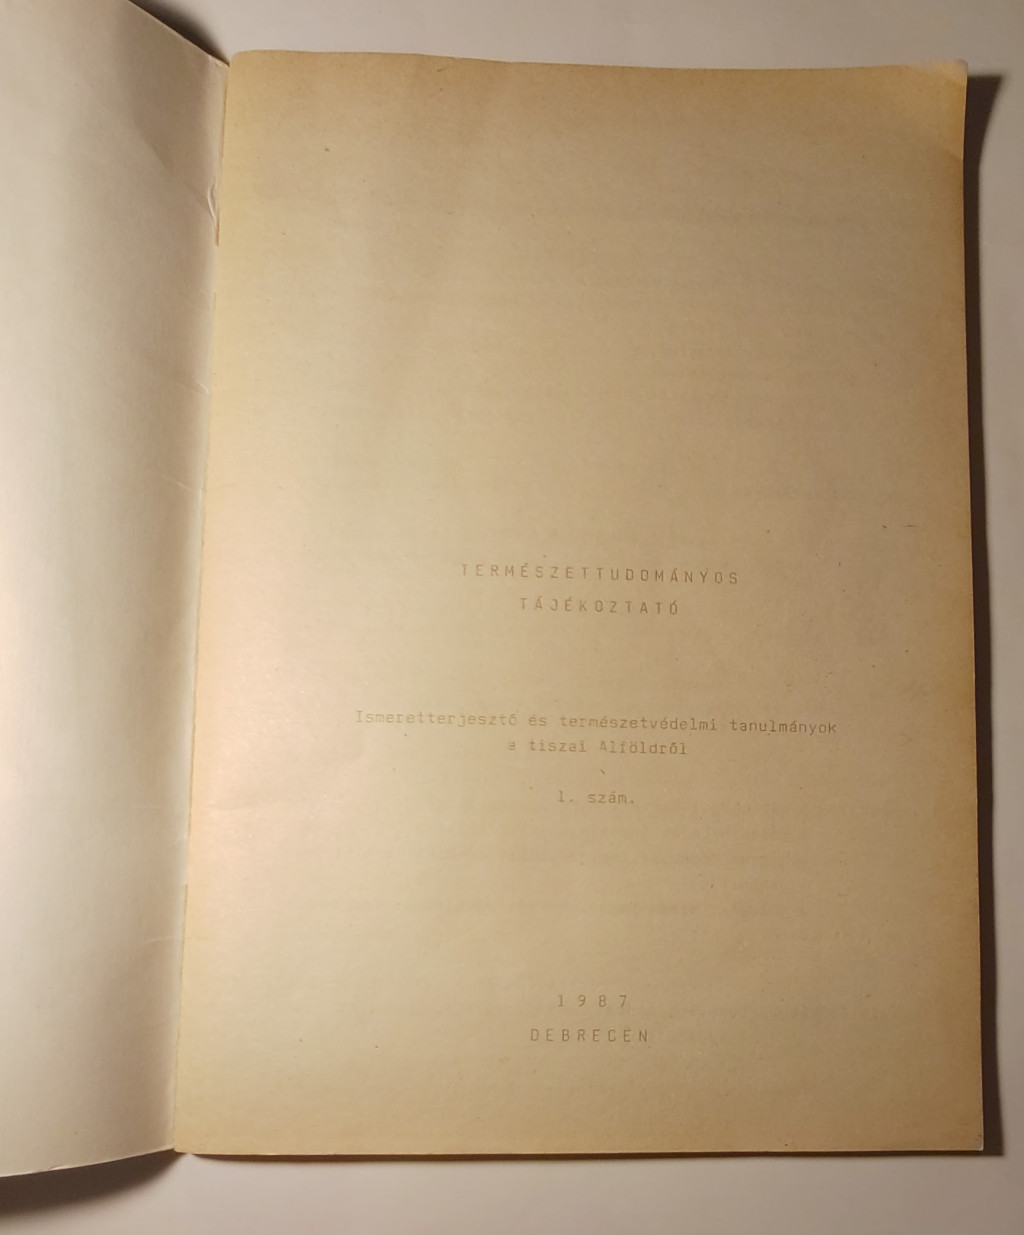 TERMÉSZETTUDOMÁNYOS
TÁJÉKOZTATÓ
Ismeretterjesztő és természetvédelmi tanulmányok
a tiszai Alföldről
1. szám.
1987
DEBRECEN